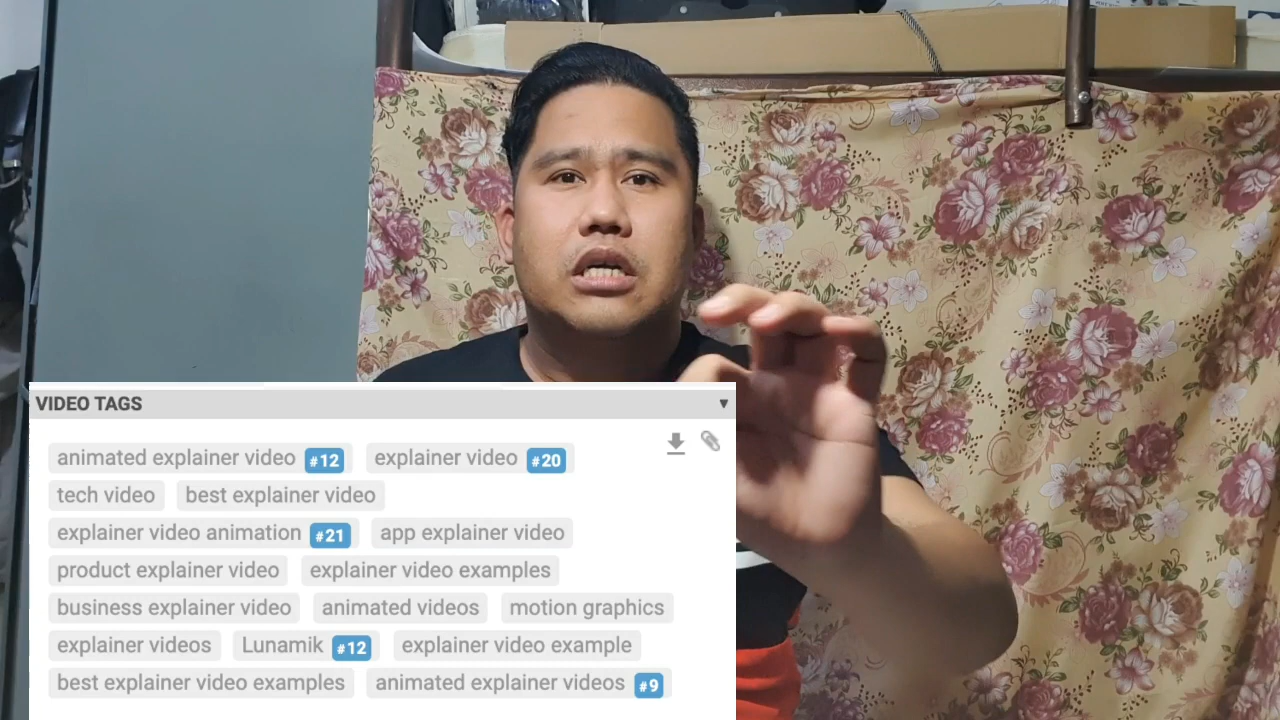 VIDEO TAGS ▼
animated explainer video #12 explainer video #20
tech video best explainer video
explainer video animation #21 app explainer video
product explainer video explainer video examples
business explainer video animated videos motion graphics
explainer videos Lunamik #12 explainer video example
best explainer video examples animated explainer videos #9